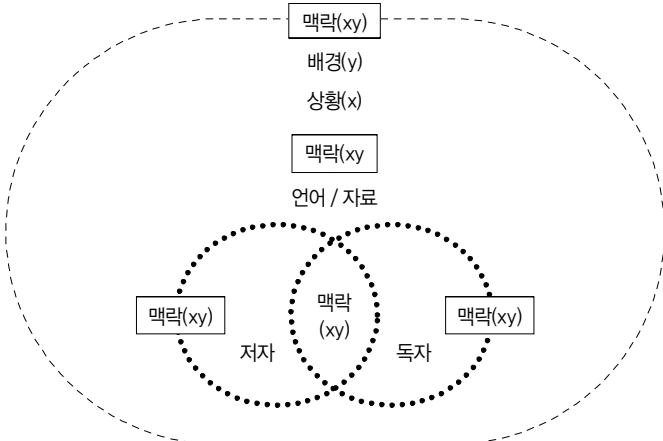 맥락(xy)
배경(y)
상황(x)
맥락(xy
언어 / 자료
맥락
(xy)
맥락(xy)
맥락(xy)
저자
독자